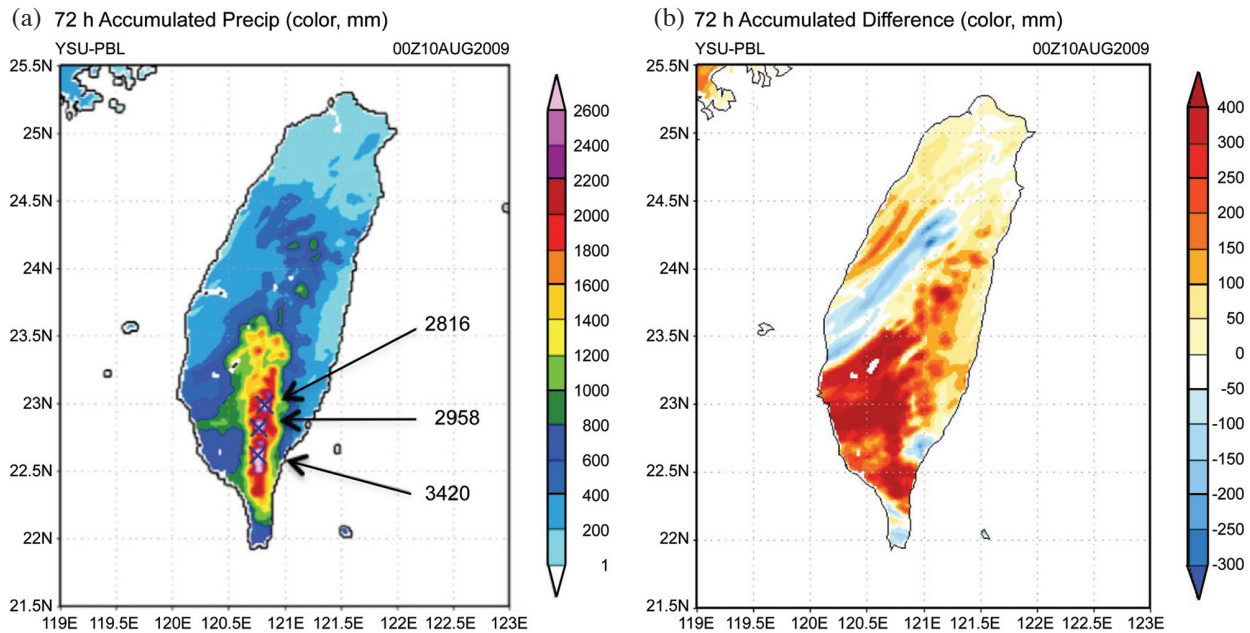 (a) 72 h Accumulated Precip (color, mm)
YSU-PBL 00Z10AUG2009
25.5N
25N
24.5N
24N
23.5N
23N
22.5N
22N
21.5N
119E 119.5E 120E 120.5E 121E 121.5E 122E 122.5E 123E
2816
2958
3420
2600
2400
2200
2000
1800
1600
1400
1200
1000
800
600
400
200
1
(b) 72 h Accumulated Difference (color, mm)
YSU-PBL 00Z10AUG2009
25.5N
25N
24.5N
24N
23.5N
23N
22.5N
22N
21.5N
119E 119.5E 120E 120.5E 121E 121.5E 122E 122.5E 123E
400
300
250
200
150
100
50
0
-50
-100
-150
-200
-250
-300